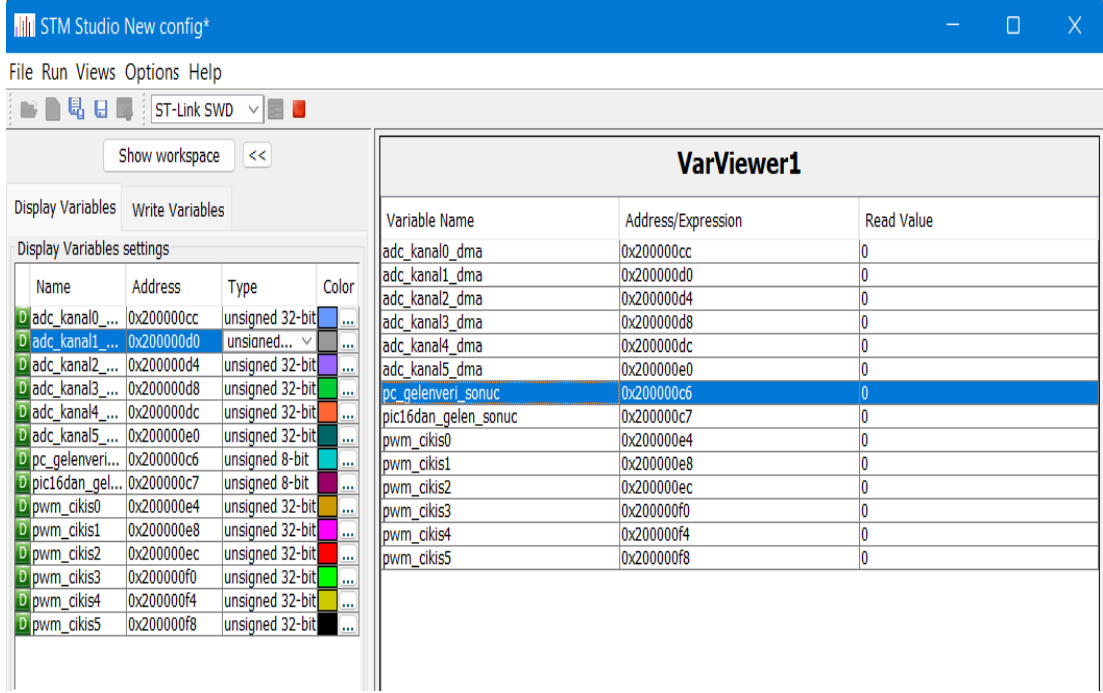 STM Studio New config*
File Run Views Options Help
ST-Link SWD
Show workspace <<
Display Variables Write Variables
Display Variables settings
Name Address Type Color
adc_kanal0_... 0x200000cc unsigned 32-bit ...
adc_kanal1_... 0x200000d0 unsigned... ...
adc_kanal2_... 0x200000d4 unsigned 32-bit ...
adc_kanal3_... 0x200000d8 unsigned 32-bit ...
adc_kanal4_... 0x200000dc unsigned 32-bit ...
adc_kanal5_... 0x200000e0 unsigned 32-bit ...
pc_gelenveri... 0x200000c6 unsigned 8-bit ...
pic16dan_gel... 0x200000c7 unsigned 8-bit ...
pwm_cikis0 0x200000e4 unsigned 32-bit ...
pwm_cikis1 0x200000e8 unsigned 32-bit ...
pwm_cikis2 0x200000ec unsigned 32-bit ...
pwm_cikis3 0x200000f0 unsigned 32-bit ...
pwm_cikis4 0x200000f4 unsigned 32-bit ...
pwm_cikis5 0x200000f8 unsigned 32-bit ...
VarViewer1
Variable Name Address/Expression Read Value
adc_kanal0_dma 0x200000cc 0
adc_kanal1_dma 0x200000d0 0
adc_kanal2_dma 0x200000d4 0
adc_kanal3_dma 0x200000d8 0
adc_kanal4_dma 0x200000dc 0
adc_kanal5_dma 0x200000e0 0
pc_gelenveri_sonuc 0x200000c6 0
pic16dan_gelen_sonuc 0x200000c7 0
pwm_cikis0 0x200000e4 0
pwm_cikis1 0x200000e8 0
pwm_cikis2 0x200000ec 0
pwm_cikis3 0x200000f0 0
pwm_cikis4 0x200000f4 0
pwm_cikis5 0x200000f8 0